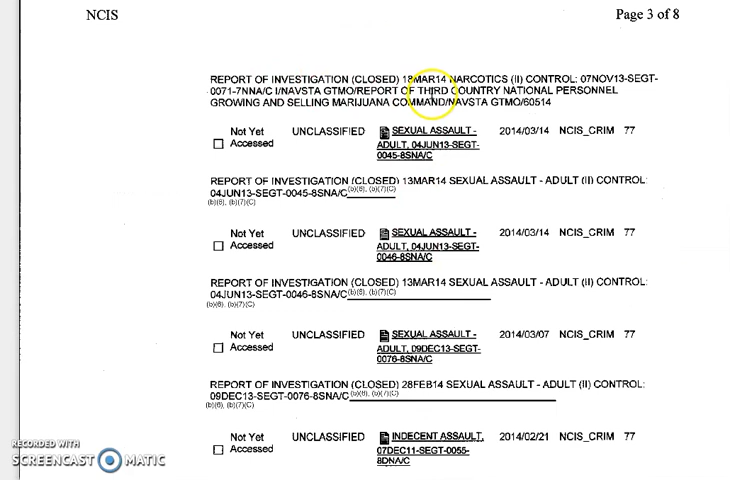 NCIS
Page 3 of 8
REPORT OF INVESTIGATION (CLOSED) 18MAR14 NARCOTICS (II) CONTROL: 07NOV13-SEGT-
0071-7NNA/C I/NAVSTA GTMO/REPORT OF THIRD COUNTRY NATIONAL PERSONNEL
GROWING AND SELLING MARIJUANA COMMAND/NAVSTA GTMO/60514
Not Yet UNCLASSIFIED SEXUAL ASSAULT - 2014/03/14 NCIS_CRIM 77
Accessed ADULT, 04JUN13-SEGT-
0045-8SNA/C
REPORT OF INVESTIGATION (CLOSED) 13MAR14 SEXUAL ASSAULT - ADULT (II) CONTROL:
04JUN13-SEGT-0045-8SNA/C (b)(6), (b)(7)(C)
(b)(6), (b)(7)(C)
Not Yet UNCLASSIFIED SEXUAL ASSAULT - 2014/03/14 NCIS_CRIM 77
Accessed ADULT, 04JUN13-SEGT-
0046-8SNA/C
REPORT OF INVESTIGATION (CLOSED) 13MAR14 SEXUAL ASSAULT - ADULT (II) CONTROL:
04JUN13-SEGT-0046-8SNA/C (b)(6), (b)(7)(C)
(b)(6), (b)(7)(C)
Not Yet UNCLASSIFIED SEXUAL ASSAULT - 2014/03/07 NCIS_CRIM 77
Accessed ADULT, 09DEC13-SEGT-
0076-8SNA/C
REPORT OF INVESTIGATION (CLOSED) 28FEB14 SEXUAL ASSAULT - ADULT (II) CONTROL:
09DEC13-SEGT-0076-8SNA/C (b)(6), (b)(7)(C)
(b)(6), (b)(7)(C)
Not Yet UNCLASSIFIED INDECENT ASSAULT, 2014/02/21 NCIS_CRIM 77
Accessed 07DEC11-SEGT-0055-
8DNA/C
RECORDED WITH
SCREENCAST MATIC